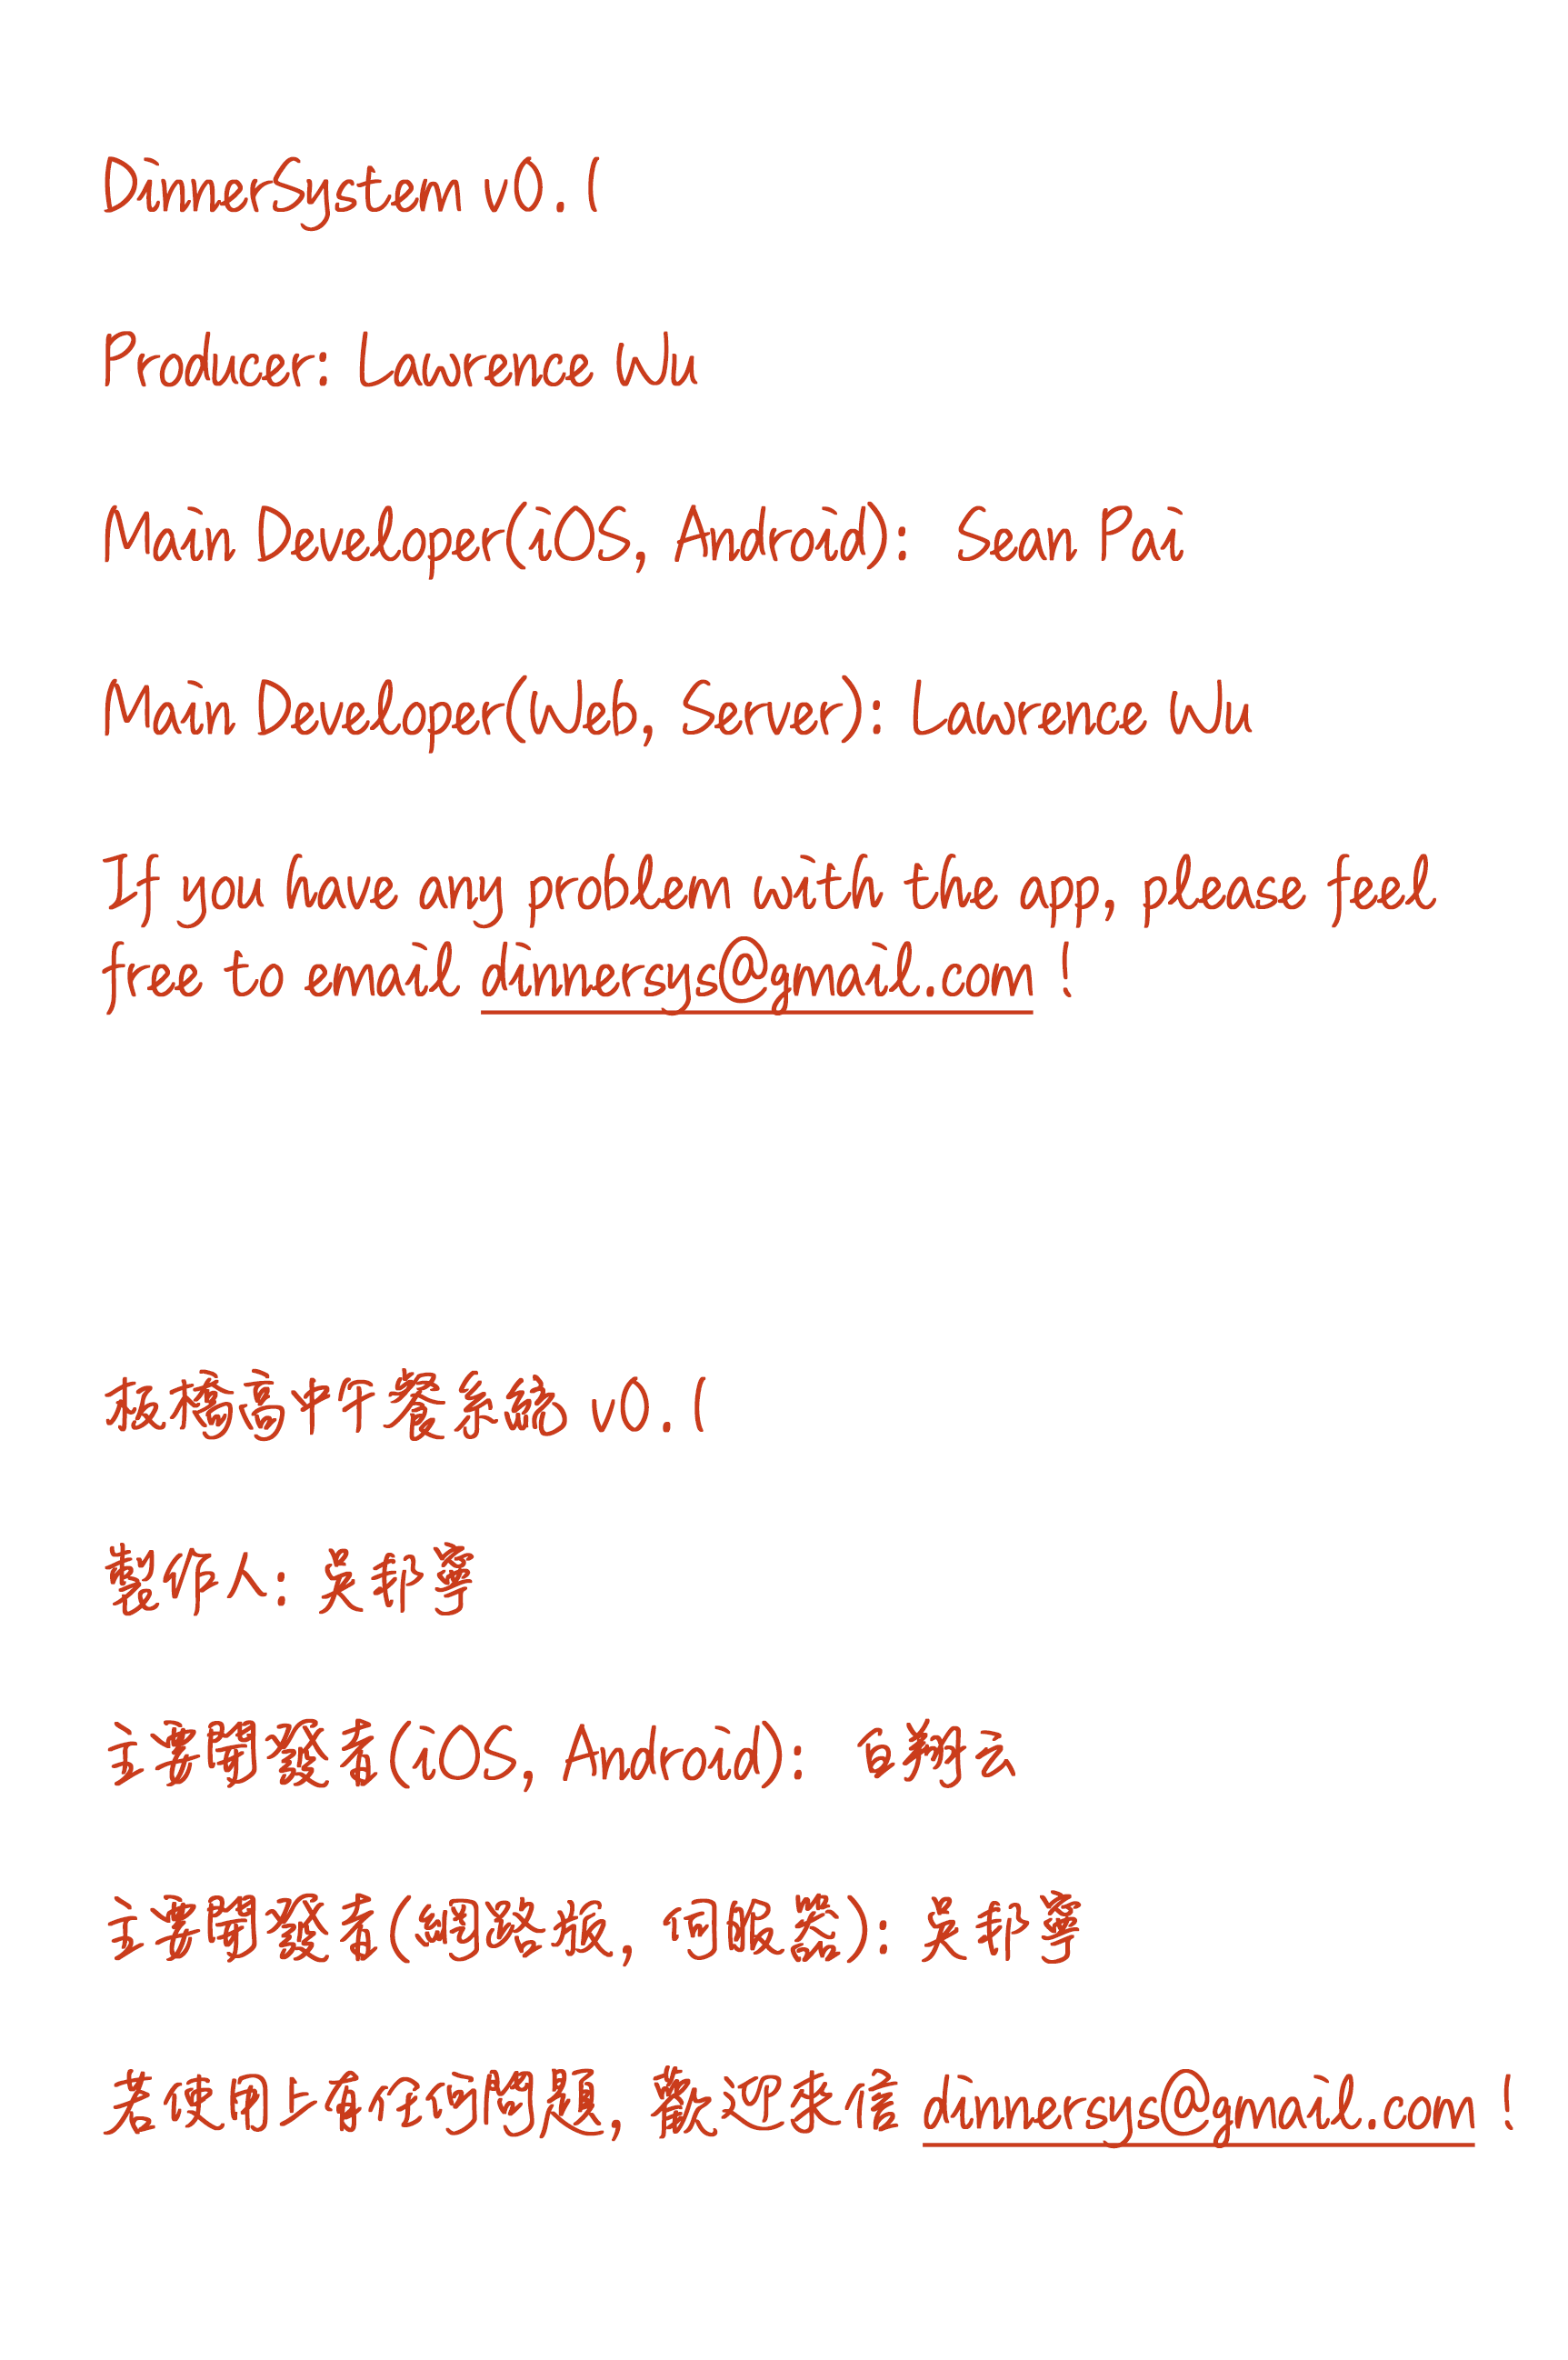 DinnerSystem v0.1
Producer: Lawrence Wu
Main Developer(iOS, Android):  Sean Pai
Main Developer(Web, Server): Lawrence Wu
If you have any problem with the app, please feel
free to email dinnersys@gmail.com !
板橋高中午餐系統 v0.1
製作人: 吳邦寧
主要開發者(iOS, Android):  白翔云
主要開發者(網路版, 伺服器): 吳邦寧
若使用上有任何問題, 歡迎來信 dinnersys@gmail.com !